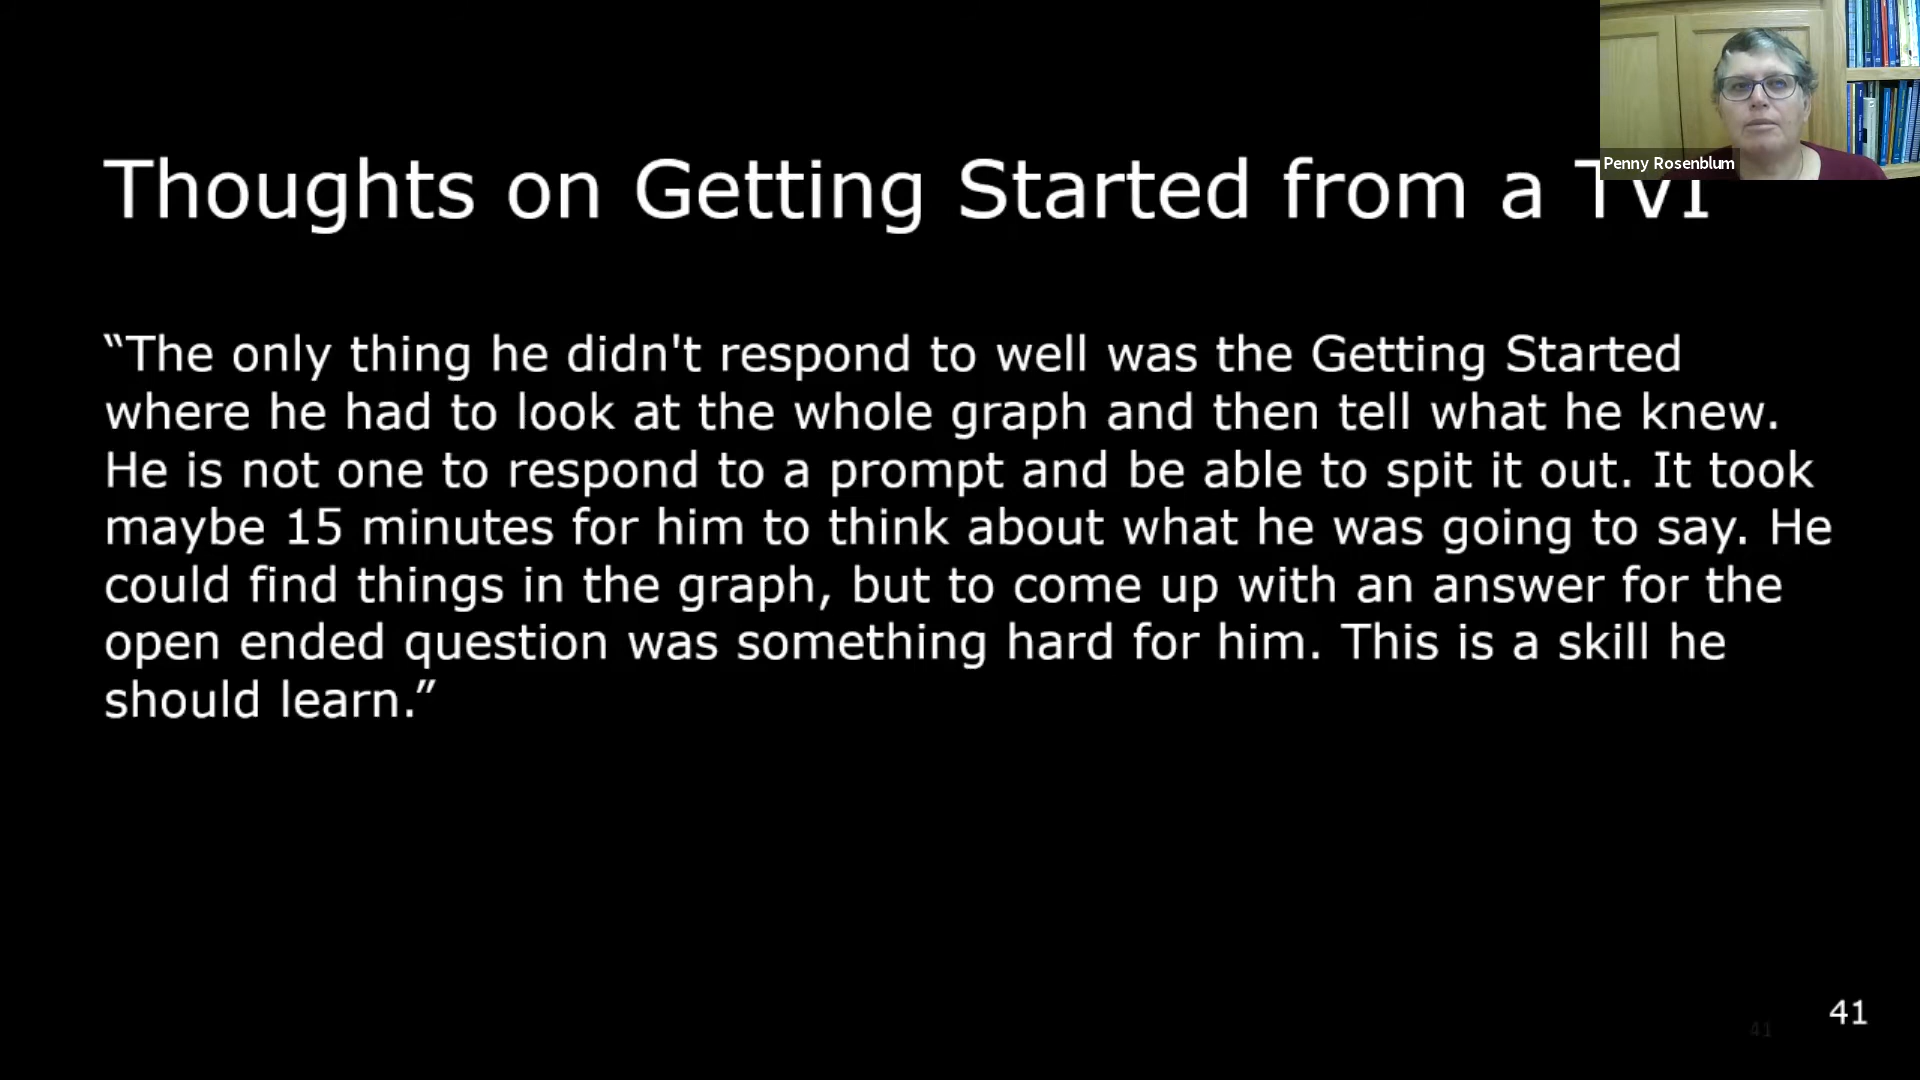 Thoughts on Getting Started from a TVI
Penny Rosenblum
“The only thing he didn't respond to well was the Getting Started
where he had to look at the whole graph and then tell what he knew.
He is not one to respond to a prompt and be able to spit it out. It took
maybe 15 minutes for him to think about what he was going to say. He
could find things in the graph, but to come up with an answer for the
open ended question was something hard for him. This is a skill he
should learn.”
41
41